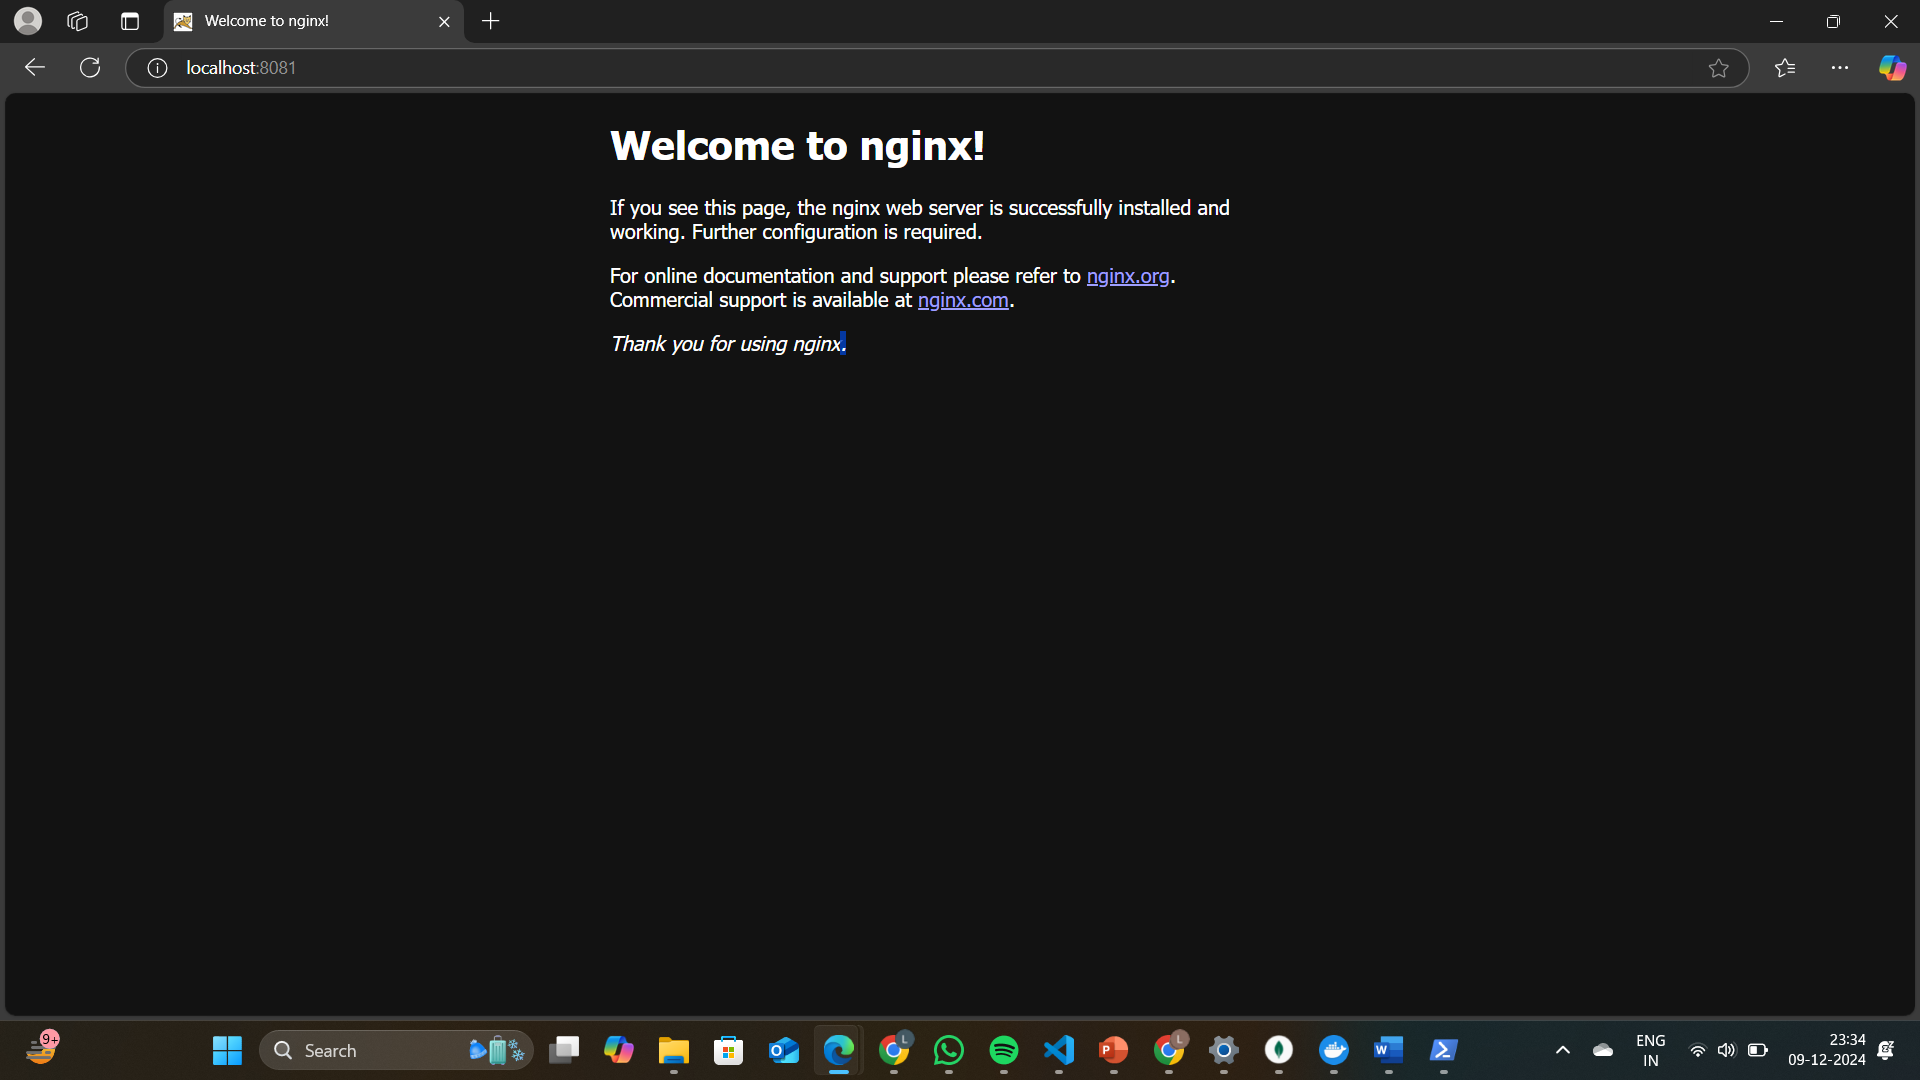 Welcome to nginx!
localhost:8081
Welcome to nginx!
If you see this page, the nginx web server is successfully installed and
working. Further configuration is required.
For online documentation and support please refer to nginx.org.
Commercial support is available at nginx.com.
Thank you for using nginx.
9+
Search
L
L
ENG
IN
23:34
09-12-2024